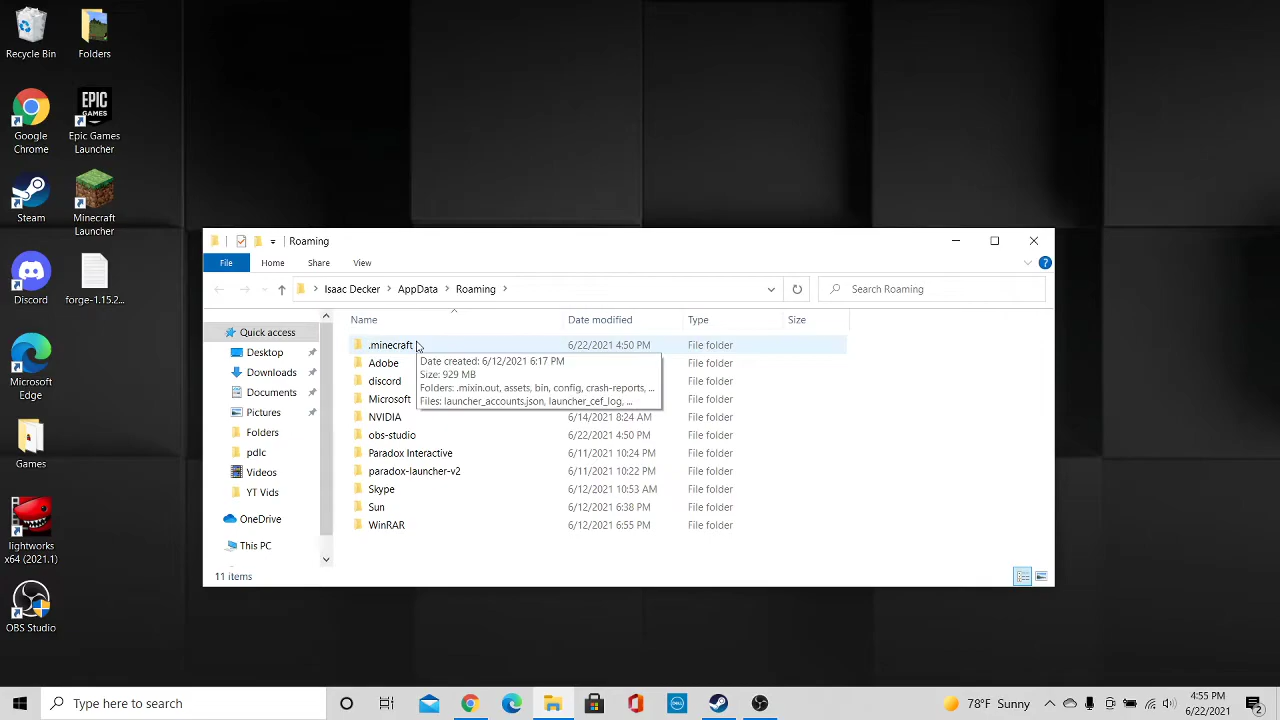 Recycle Bin
Folders
Google Chrome
EPIC GAMES
Epic Games Launcher
Steam
Minecraft Launcher
Discord
forge-1.15.2...
Microsoft Edge
Games
lightworks x64 (2021.1)
OBS Studio
Roaming
File Home Share View
Isaac Decker AppData Roaming Search Roaming
Name Date modified Type Size
Quick access
Desktop
Downloads
Documents
Pictures
Folders
pdlc
Videos
YT Vids
OneDrive
This PC
.minecraft 6/22/2021 4:50 PM File folder
Adobe File folder
discord File folder
Microsoft File folder
NVIDIA 6/14/2021 8:24 AM File folder
obs-studio 6/22/2021 4:50 PM File folder
Paradox Interactive 6/11/2021 10:24 PM File folder
paradox-launcher-v2 6/11/2021 10:22 PM File folder
Skype 6/12/2021 10:53 AM File folder
Sun 6/12/2021 6:38 PM File folder
WinRAR 6/12/2021 6:55 PM File folder
Date created: 6/12/2021 6:17 PM
Size: 929 MB
Folders: .mixin.out, assets, bin, config, crash-reports, ...
Files: launcher_accounts.json, launcher_cef_log, ...
11 items
Type here to search
DELL
78°F Sunny
4:55 PM
6/22/2021
2